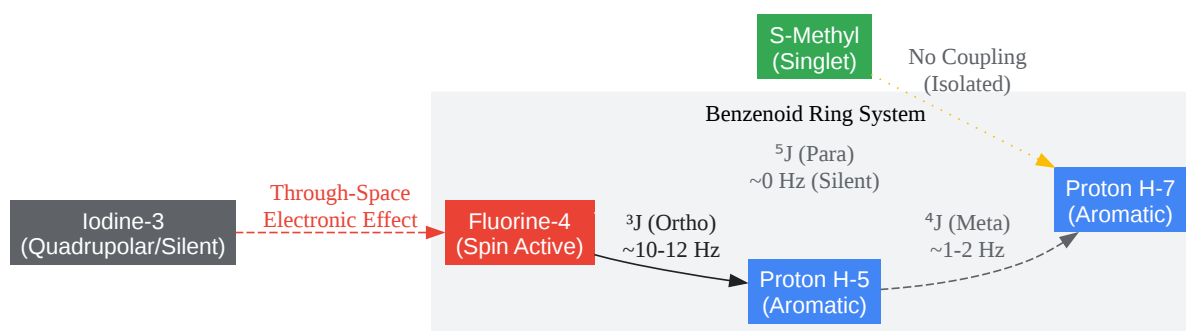 S-Methyl
(Singlet)
No Coupling
(Isolated)
Benzenoid Ring System
⁵J (Para)
~0 Hz (Silent)
Through-Space
Electronic Effect
Iodine-3
(Quadrupolar/Silent)
Fluorine-4
(Spin Active)
³J (Ortho)
~10-12 Hz
⁴J (Meta)
~1-2 Hz
Proton H-7
(Aromatic)
Proton H-5
(Aromatic)